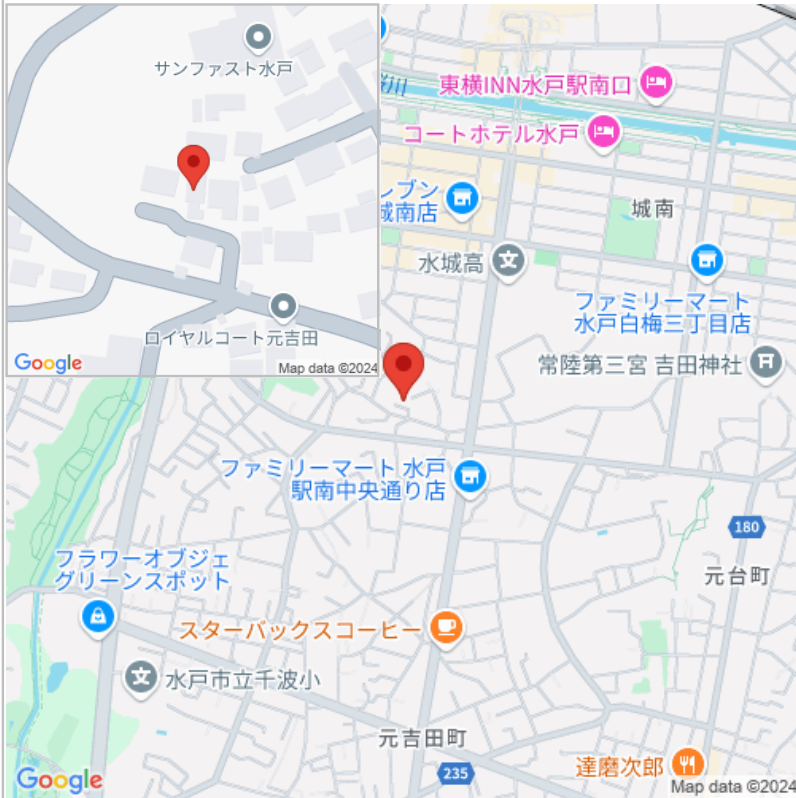 サンファスト水戸
ロイヤルコート元吉田
Google
Map data ©2024
東横INN水戸駅南口
コートホテル水戸
レブン
城南店
城南
水城高
ファミリーマート
水戸白梅三丁目店
常陸第三宮 吉田神社
ファミリーマート 水戸
駅南中央通り店
180
フラワーオブジェ
グリーンスポット
元台町
スターバックスコーヒー
水戸市立千波小
元吉田町
235
達磨次郎
Google
Map data ©2024